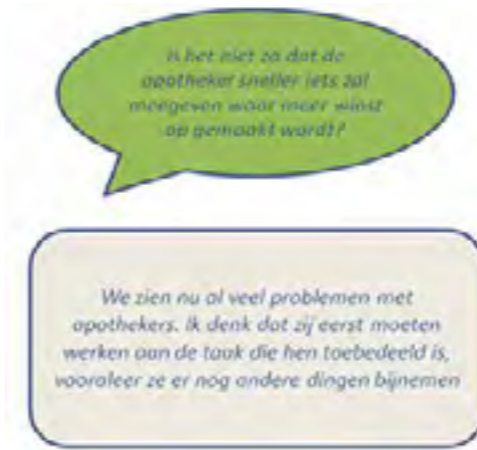 Is het niet zo dat de
apotheker sneller iets zal
meegeven waar meer winst
op gemaakt wordt?
We zien nu al veel problemen met
apothekers. Ik denk dat zij eerst moeten
werken aan de taak die hen toebedeeld is,
vooraleer ze er nog andere dingen bijnemen